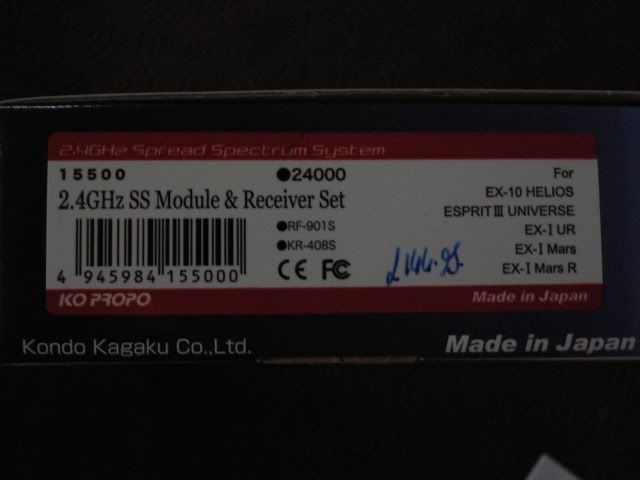 2.4GHz Spread Spectrum System
15500
●24000
2.4GHz SS Module & Receiver Set
●RF-901S
●KR-408S
CE FC
4 945984 155000
For
EX-10 HELIOS
ESPRIT III UNIVERSE
EX-I UR
EX-I Mars
EX-I Mars R
KO PROPO
Made in Japan
Kondo Kagaku Co.,Ltd.
Made in Japan